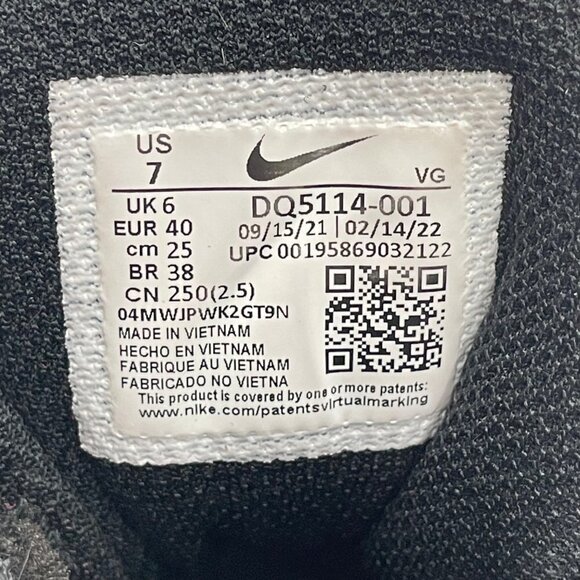 US
7
VG
UK 6
DQ5114-001
EUR 40
09/15/21 | 02/14/22
cm 25
UPC 00195869032122
BR 38
CN 250(2.5)
04MWJPWK2GT9N
MADE IN VIETNAM
HECHO EN VIETNAM
FABRIQUE AU VIETNAM
FABRICADO NO VIETNA
This product is covered by one or more patents:
www.nike.com/patentsvirtualmarking